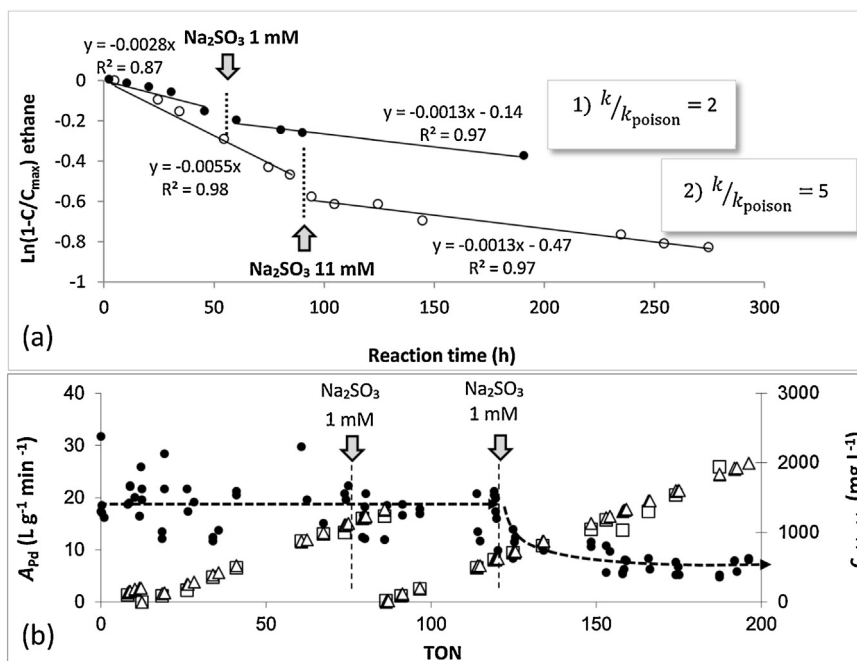 y = -0.0028x
R² = 0.87
Na₂SO₃ 1 mM
0
-0.2
-0.4
-0.6
-0.8
-1
Ln(1-C/Cmax) ethane
y = -0.0055x
R² = 0.98
y = -0.0013x - 0.14
R² = 0.97
1) k/kpoison = 2
2) k/kpoison = 5
Na₂SO₃ 11 mM
y = -0.0013x - 0.47
R² = 0.97
0 50 100 150 200 250 300
(a)
Reaction time (h)
40
30
20
10
0
APd (L g⁻¹ min⁻¹)
Na₂SO₃
1 mM
Na₂SO₃
1 mM
3000
2000
1000
0
(mg L⁻¹)
0 50 100 150 200
(b)
TON